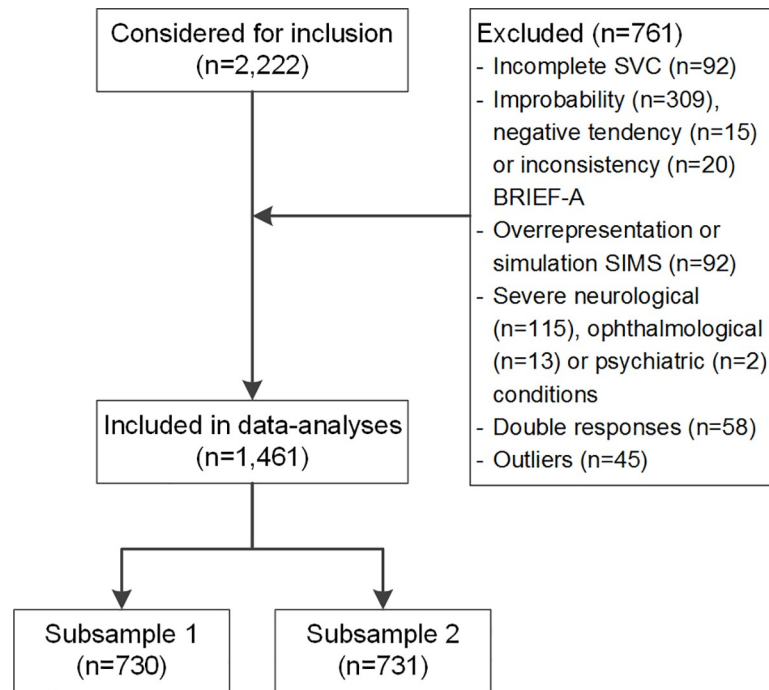 Considered for inclusion
(n=2,222)
Excluded (n=761)
- Incomplete SVC (n=92)
- Improbability (n=309),
negative tendency (n=15)
or inconsistency (n=20)
BRIEF-A
- Overrepresentation or
simulation SIMS (n=92)
- Severe neurological
(n=115), ophthalmological
(n=13) or psychiatric (n=2)
conditions
- Double responses (n=58)
- Outliers (n=45)
Included in data-analyses
(n=1,461)
Subsample 1
(n=730)
Subsample 2
(n=731)